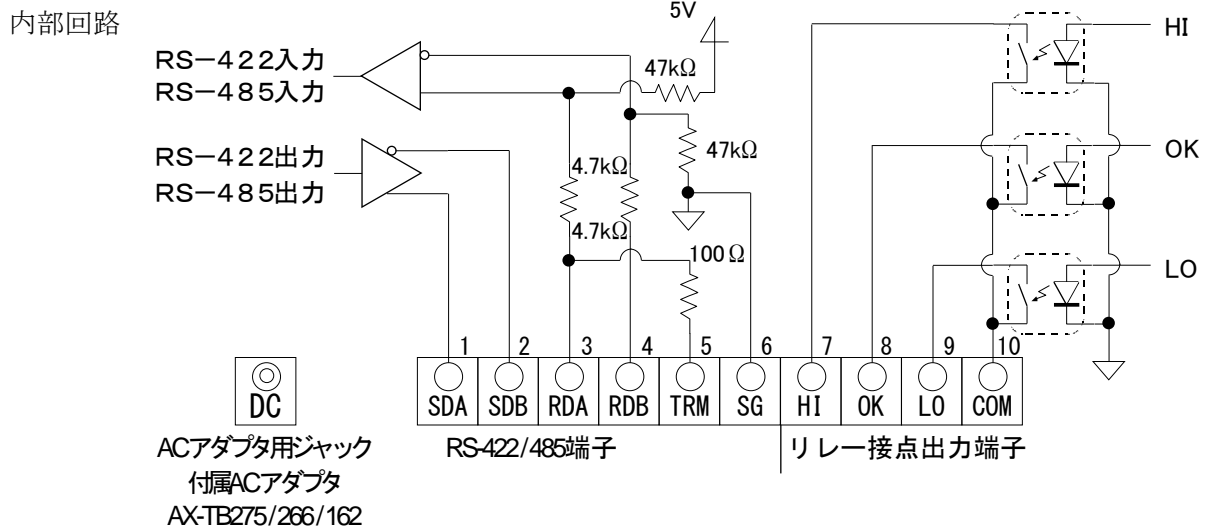 内部回路
5V
HI
RS-422入力
RS-485入力
47kΩ
RS-422出力
RS-485出力
47kΩ
OK
4.7kΩ
4.7kΩ
100Ω
LO
1 2 3 4 5 6 7 8 9 10
DC
SDA SDB RDA RDB TRM SG HI OK LO COM
ACアダプタ用ジャック
付属ACアダプタ
AX-TB275/266/162
RS-422/485端子
リレー接点出力端子